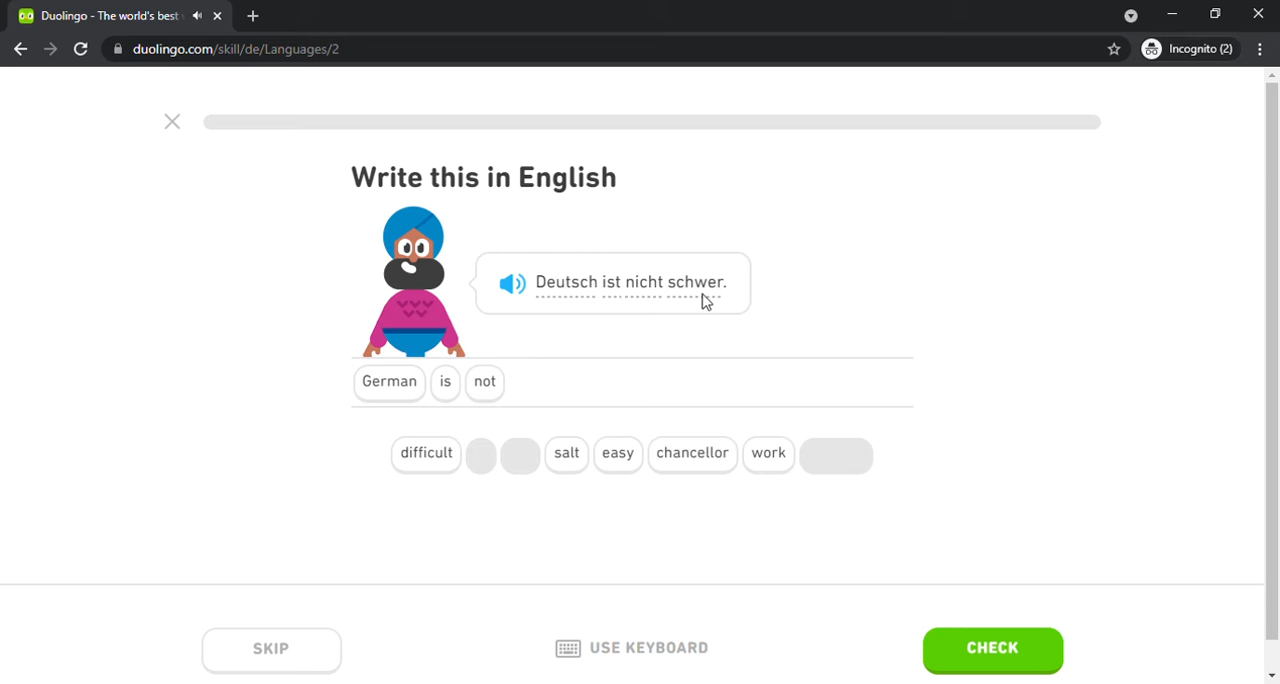 Duolingo - The world's best
duolingo.com/skill/de/Languages/2
Incognito (2)
Write this in English
Deutsch ist nicht schwer.
German is not
difficult salt easy chancellor work
SKIP
USE KEYBOARD
CHECK